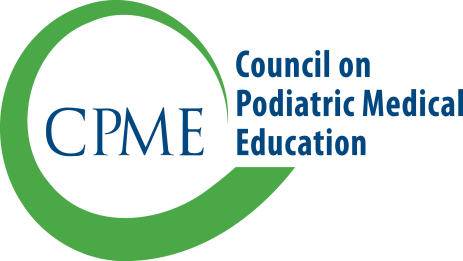 CPME
Council on
Podiatric Medical
Education